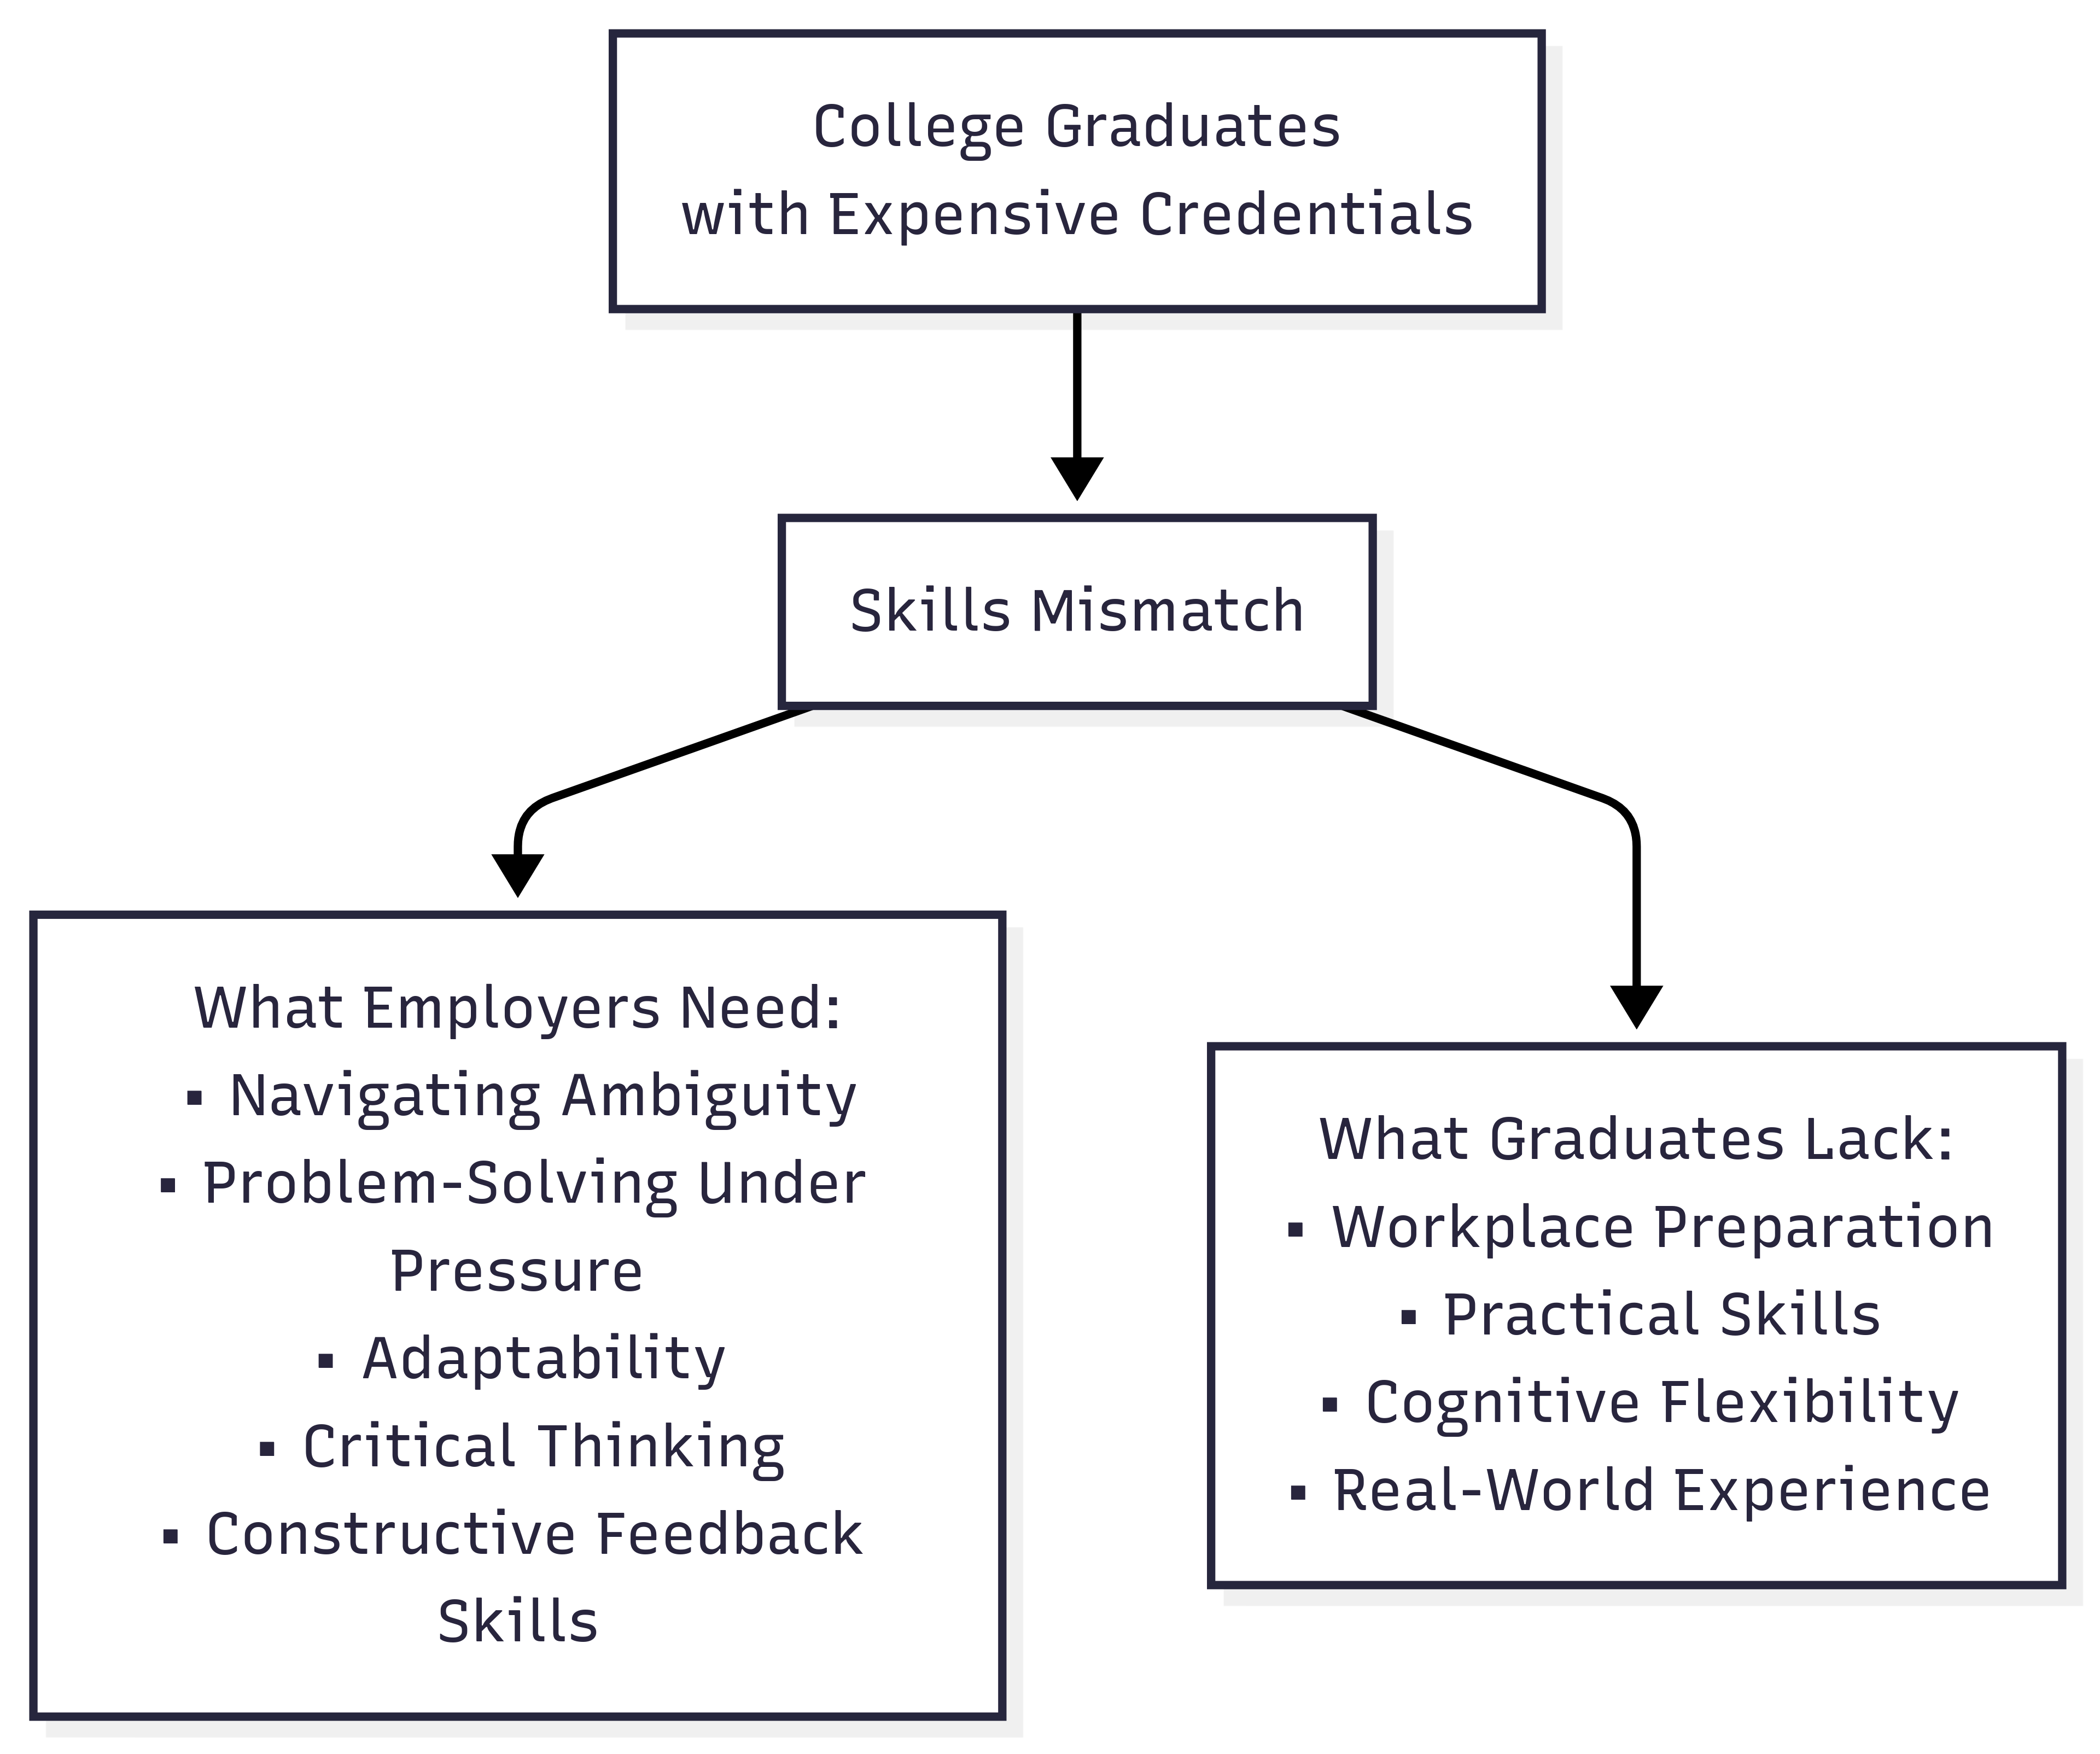 College Graduates
with Expensive Credentials
Skills Mismatch
What Employers Need:
▪ Navigating Ambiguity
▪ Problem-Solving Under
Pressure
▪ Adaptability
▪ Critical Thinking
▪ Constructive Feedback
Skills
What Graduates Lack:
▪ Workplace Preparation
▪ Practical Skills
▪ Cognitive Flexibility
▪ Real-World Experience